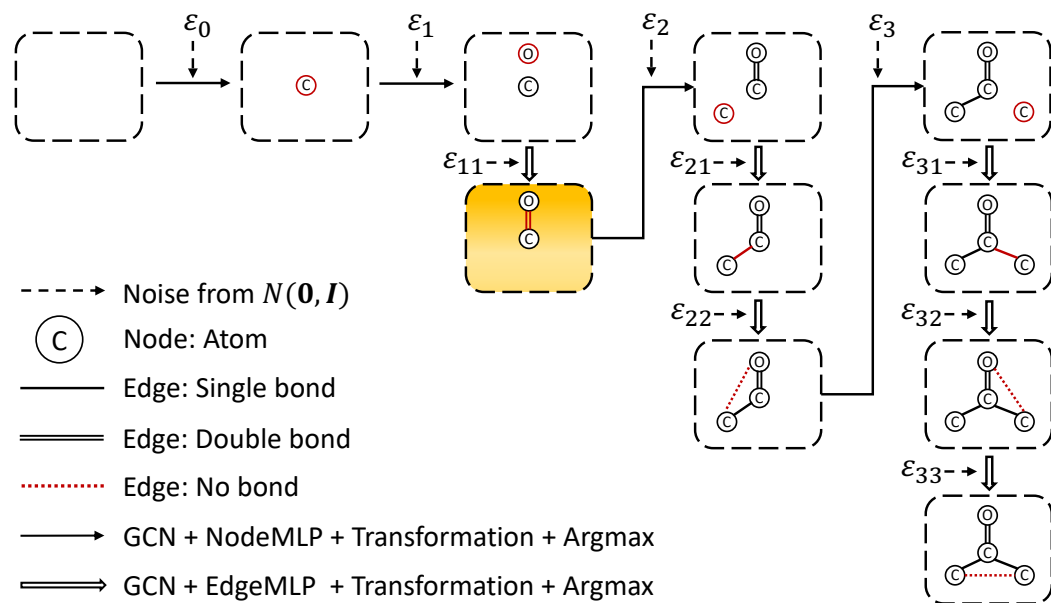 ε₀ ε₁ ε₂ ε₃
C
O
C
O
C
C
O
C
C
C
ε₁₁ ε₂₁ ε₃₁
O
C
O
C
C
O
C
C
C
Noise from N(0, I)
ε₂₂ ε₃₂
C Node: Atom
O
C
C
O
C
C
C
Edge: Single bond
Edge: Double bond
ε₃₃
Edge: No bond
O
C
C
C
GCN + NodeMLP + Transformation + Argmax
GCN + EdgeMLP + Transformation + Argmax